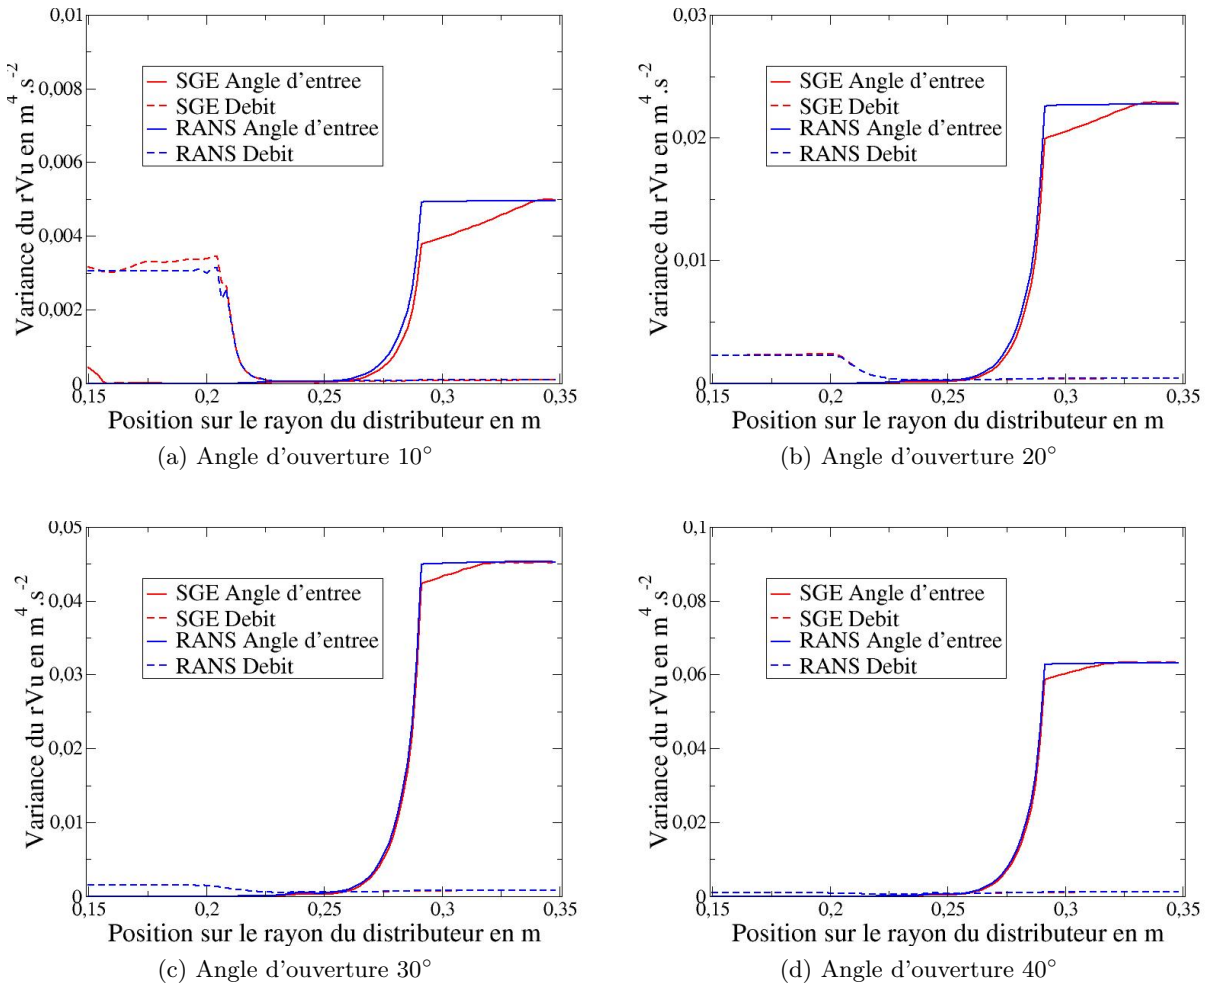 0,01
0,008
0,006
0,004
0,002
0
Variance du rVu en m⁴.s⁻²
SGE Angle d'entree
SGE Debit
RANS Angle d'entree
RANS Debit
0,15 0,2 0,25 0,3 0,35
Position sur le rayon du distributeur en m
(a) Angle d'ouverture 10°
0,03
0,02
0,01
0
Variance du rVu en m⁴.s⁻²
SGE Angle d'entree
SGE Debit
RANS Angle d'entree
RANS Debit
0,15 0,2 0,25 0,3 0,35
Position sur le rayon du distributeur en m
(b) Angle d'ouverture 20°
0,05
0,04
0,03
0,02
0,01
0
Variance du rVu en m⁴.s⁻²
SGE Angle d'entree
SGE Debit
RANS Angle d'entree
RANS Debit
0,15 0,2 0,25 0,3 0,35
Position sur le rayon du distributeur en m
(c) Angle d'ouverture 30°
0,1
0,08
0,06
0,04
0,02
0
Variance du rVu en m⁴.s⁻²
SGE Angle d'entree
SGE Debit
RANS Angle d'entree
RANS Debit
0,15 0,2 0,25 0,3 0,35
Position sur le rayon du distributeur en m
(d) Angle d'ouverture 40°